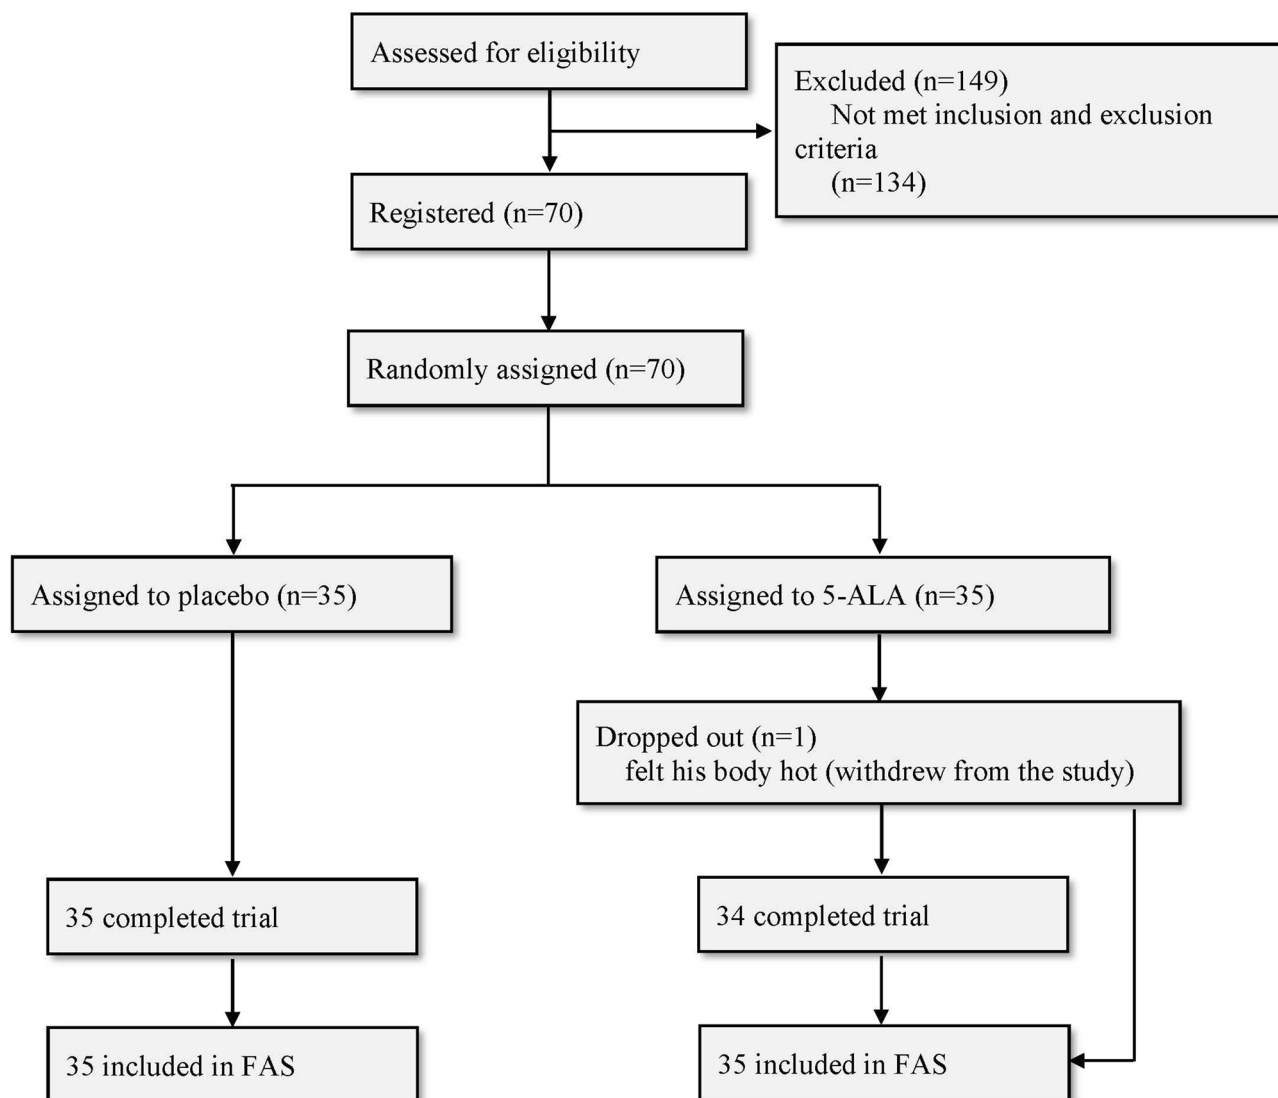 Assessed for eligibility
Excluded (n=149)
Not met inclusion and exclusion
criteria
(n=134)
Registered (n=70)
Randomly assigned (n=70)
Assigned to placebo (n=35)
Assigned to 5-ALA (n=35)
Dropped out (n=1)
felt his body hot (withdrew from the study)
35 completed trial
34 completed trial
35 included in FAS
35 included in FAS